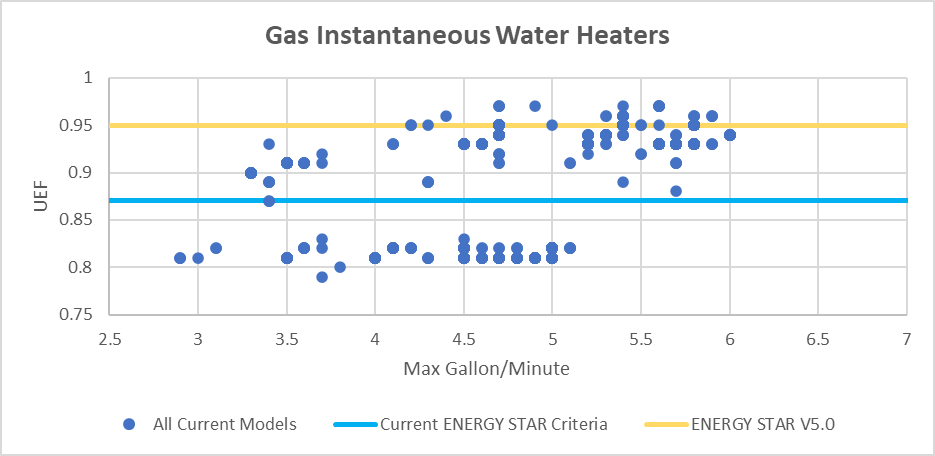 Gas Instantaneous Water Heaters
1
0.95
0.9
0.85
0.8
0.75
UEF
2.5 3 3.5 4 4.5 5 5.5 6 6.5 7
Max Gallon/Minute
All Current Models Current ENERGY STAR Criteria ENERGY STAR V5.0